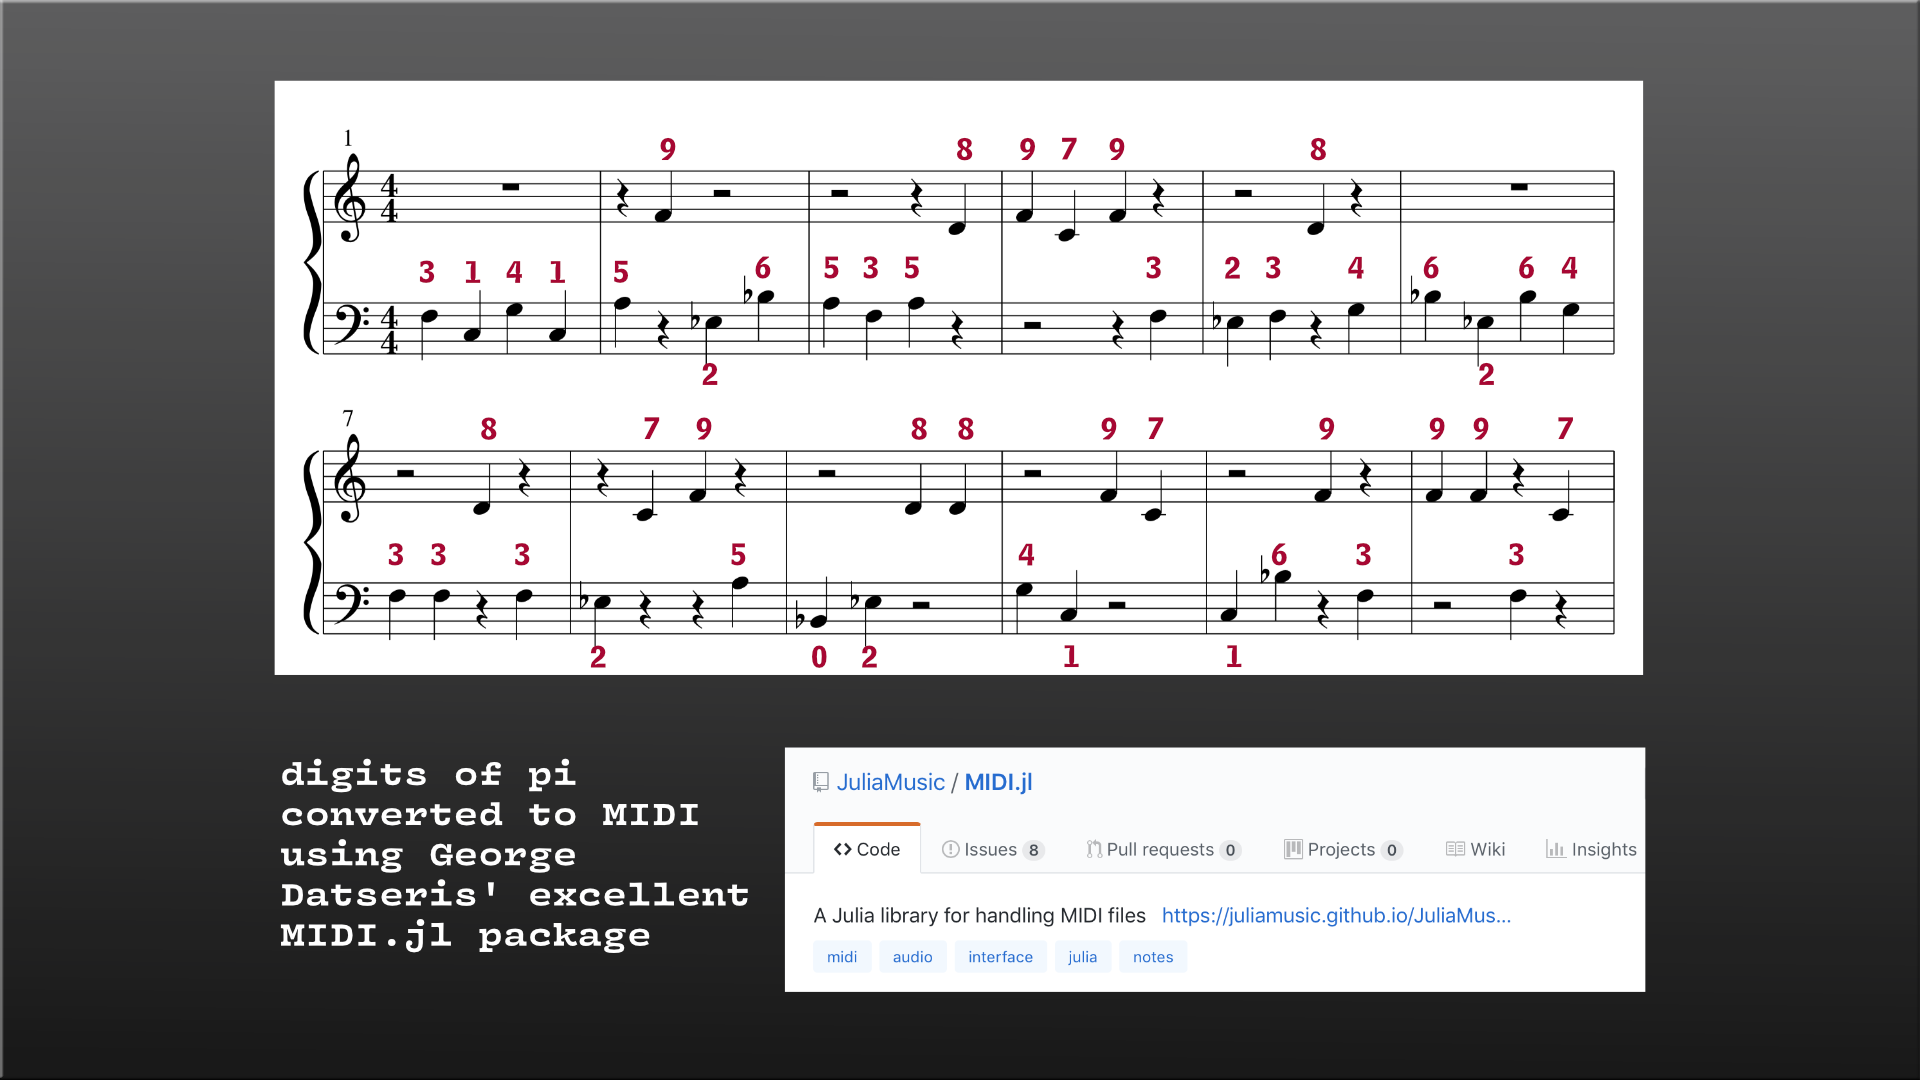 1
9 8 9 7 9 8
3 1 4 1 5 6 5 3 5 3 2 3 4 6 6 4
4
4
4
4
2 2
7
8 7 9 8 8 9 7 9 9 9 7
3 3 3 5 4 6 3 3
2 0 2 1 1
digits of pi
converted to MIDI
using George
Datseris' excellent
MIDI.jl package
JuliaMusic / MIDI.jl
Code Issues 8 Pull requests 0 Projects 0 Wiki Insights
A Julia library for handling MIDI files https://juliamusic.github.io/JuliaMus...
midi audio interface julia notes